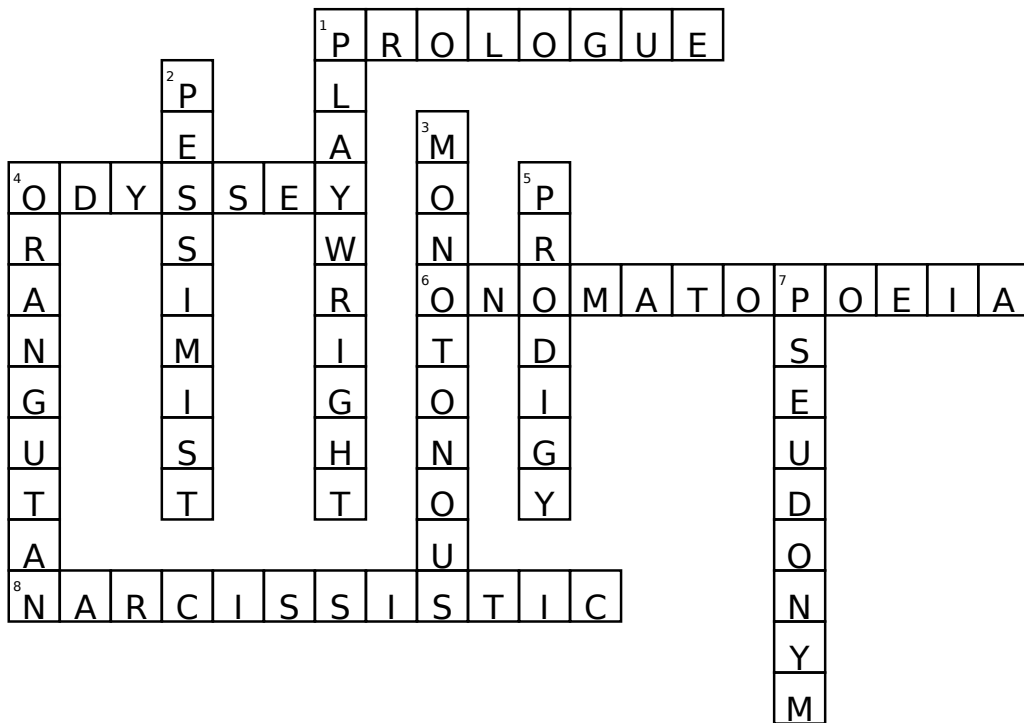 1 PROLOGUE
1 PLAYWRIGHT
2 PESSIMIST
3 MONOTONOUS
4 ODYSSEY
4 ORANGUTAN
5 PRODIGY
6 ONOMATOPOEIA
7 PSEUDONYM
8 NARCISSISTIC